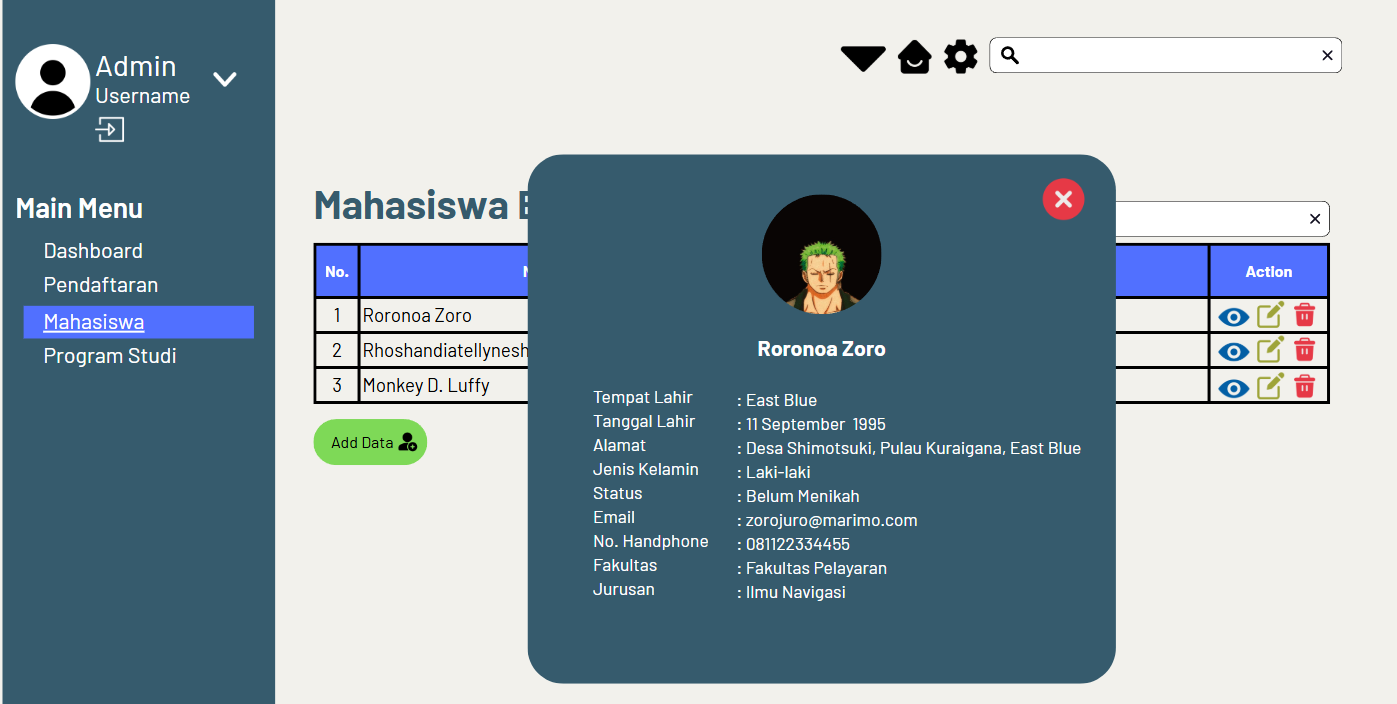 Admin
Username
Main Menu
Dashboard
Pendaftaran
Mahasiswa
Program Studi
Mahasiswa
No.
Action
1 Roronoa Zoro
2 Rhoshandiatellynesh
3 Monkey D. Luffy
Add Data
Roronoa Zoro
Tempat Lahir : East Blue
Tanggal Lahir : 11 September 1995
Alamat : Desa Shimotsuki, Pulau Kuraigana, East Blue
Jenis Kelamin : Laki-laki
Status : Belum Menikah
Email : zorojuro@marimo.com
No. Handphone : 081122334455
Fakultas : Fakultas Pelayaran
Jurusan : Ilmu Navigasi